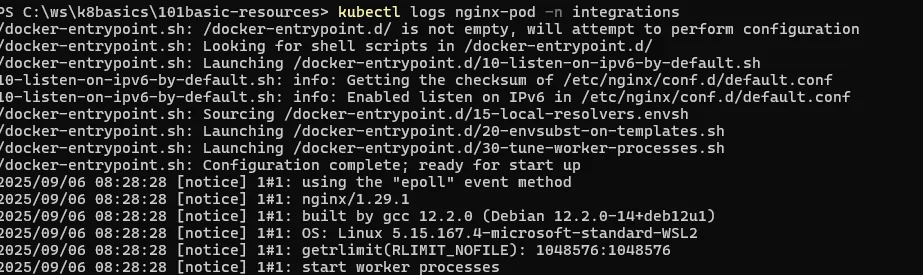 PS C:\ws\k8basics\101basic-resources> kubectl logs nginx-pod -n integrations
/docker-entrypoint.sh: /docker-entrypoint.d/ is not empty, will attempt to perform configuration
/docker-entrypoint.sh: Looking for shell scripts in /docker-entrypoint.d/
/docker-entrypoint.sh: Launching /docker-entrypoint.d/10-listen-on-ipv6-by-default.sh
10-listen-on-ipv6-by-default.sh: info: Getting the checksum of /etc/nginx/conf.d/default.conf
10-listen-on-ipv6-by-default.sh: info: Enabled listen on IPv6 in /etc/nginx/conf.d/default.conf
/docker-entrypoint.sh: Sourcing /docker-entrypoint.d/15-local-resolvers.envsh
/docker-entrypoint.sh: Launching /docker-entrypoint.d/20-envsubst-on-templates.sh
/docker-entrypoint.sh: Launching /docker-entrypoint.d/30-tune-worker-processes.sh
/docker-entrypoint.sh: Configuration complete; ready for start up
2025/09/06 08:28:28 [notice] 1#1: using the "epoll" event method
2025/09/06 08:28:28 [notice] 1#1: nginx/1.29.1
2025/09/06 08:28:28 [notice] 1#1: built by gcc 12.2.0 (Debian 12.2.0-14+deb12u1)
2025/09/06 08:28:28 [notice] 1#1: OS: Linux 5.15.167.4-microsoft-standard-WSL2
2025/09/06 08:28:28 [notice] 1#1: getrlimit(RLIMIT_NOFILE): 1048576:1048576
2025/09/06 08:28:28 [notice] 1#1: start worker processes